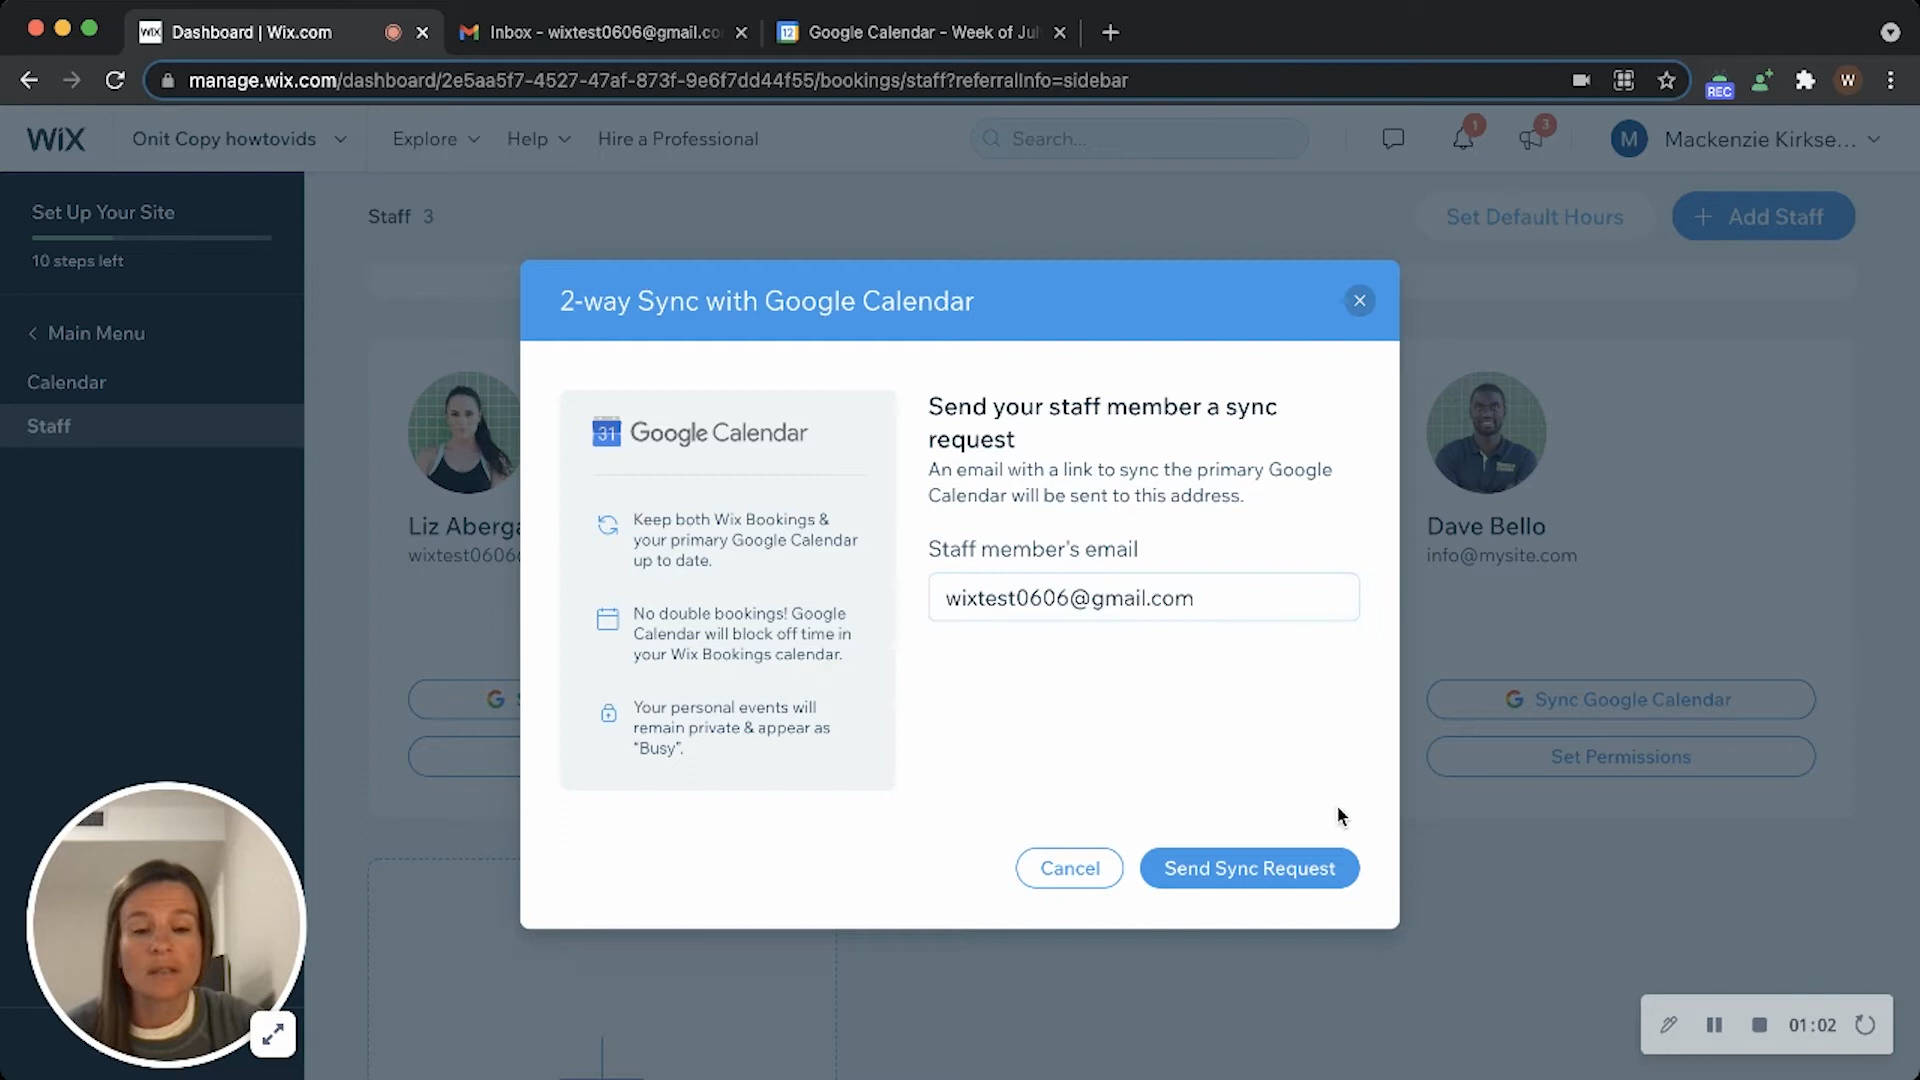 Dashboard | Wix.com
Inbox - wixtest0606@gmail.co
Google Calendar - Week of Jul
manage.wix.com/dashboard/2e5aa5f7-4527-47af-873f-9e6f7dd44f55/bookings/staff?referralInfo=sidebar
REC
W
WiX
Onit Copy howtovids
Explore
Help
Hire a Professional
Search...
1
3
M
Mackenzie Kirkse...
Set Up Your Site
10 steps left
Main Menu
Calendar
Staff
Staff 3
Set Default Hours
+ Add Staff
2-way Sync with Google Calendar
31 Google Calendar
Keep both Wix Bookings &
your primary Google Calendar
up to date.
No double bookings! Google
Calendar will block off time in
your Wix Bookings calendar.
Your personal events will
remain private & appear as
"Busy".
Send your staff member a sync
request
An email with a link to sync the primary Google
Calendar will be sent to this address.
Staff member's email
wixtest0606@gmail.com
Cancel
Send Sync Request
Liz Aberga
wixtest0606
Dave Bello
info@mysite.com
Sync Google Calendar
Set Permissions
01:02